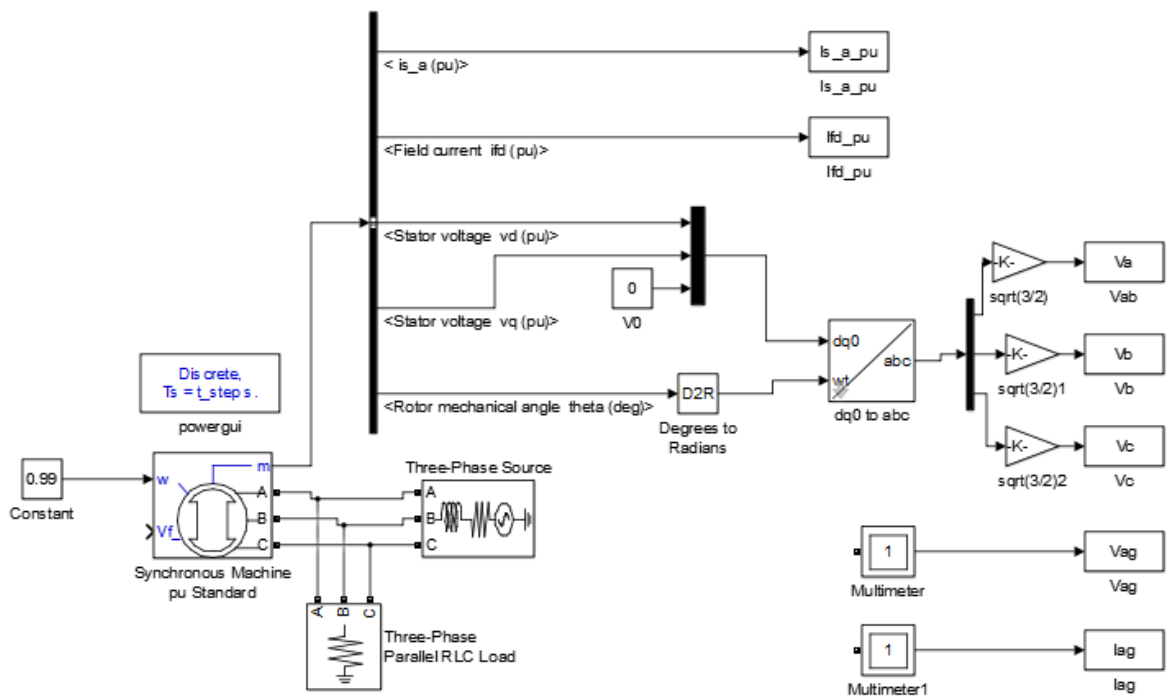 Is_a_pu
< is_a (pu)>
Is_a_pu
Ifd_pu
<Field current ifd (pu)>
Ifd_pu
<Stator voltage vd (pu)>
-K-
Va
0
sqrt(3/2)
Vab
<Stator voltage vq (pu)>
V0
dq0
abc
wt
dq0 to abc
-K-
Vb
sqrt(3/2)1
Vb
Discrete,
Ts = t_step s.
powergui
D2R
<Rotor mechanical angle theta (deg)>
Degrees to
Radians
-K-
Vc
sqrt(3/2)2
Vc
0.99
Constant
w
m
Vf_
A
B
C
Synchronous Machine
pu Standard
Three-Phase Source
A
B
C
A
B
C
Three-Phase
Parallel RLC Load
1
Multimeter
Vag
Vag
1
Multimeter1
Iag
Iag